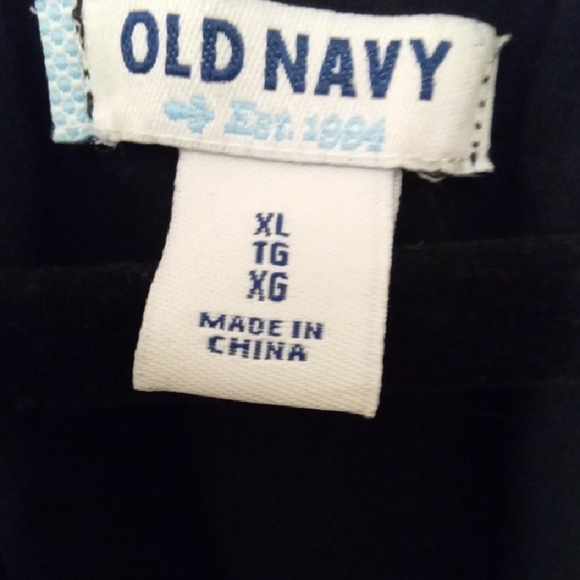 OLD NAVY
Est. 1994
XL
TG
XG
MADE IN
CHINA